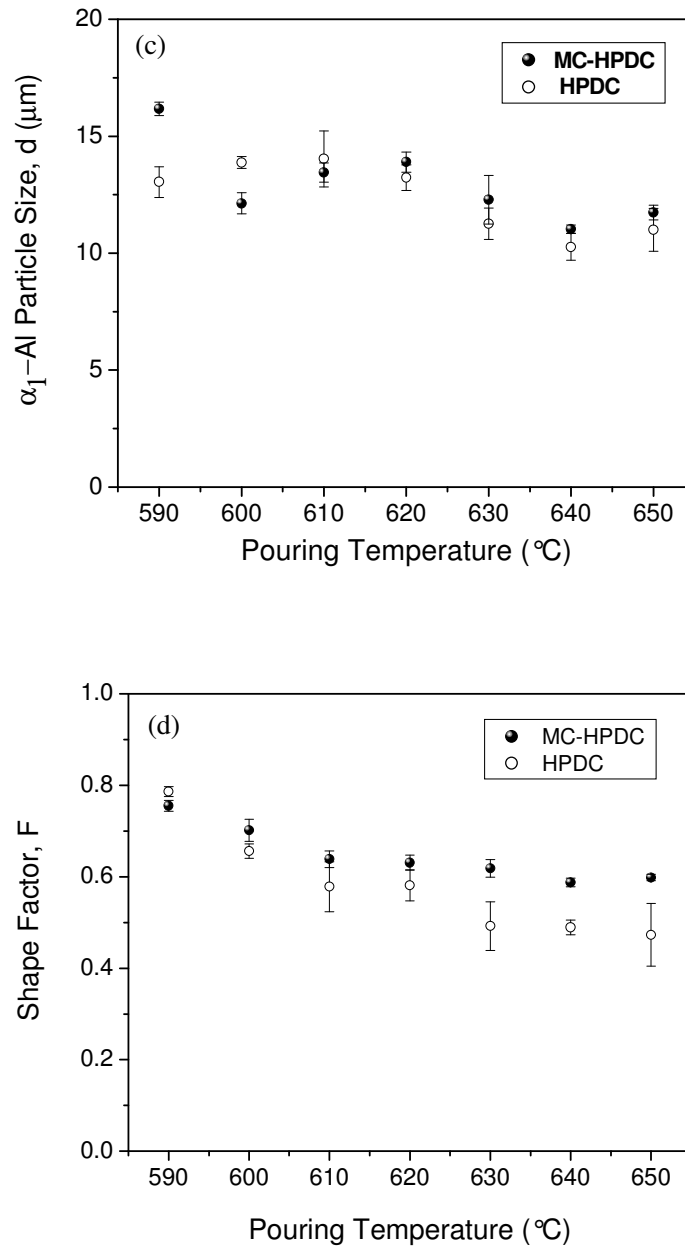 20
(c)
MC-HPDC
HPDC
15
10
5
0
α₁–Al Particle Size, d (μm)
590 600 610 620 630 640 650
Pouring Temperature (°C)
1.0
(d)
MC-HPDC
HPDC
0.8
0.6
0.4
0.2
0.0
Shape Factor, F
590 600 610 620 630 640 650
Pouring Temperature (°C)